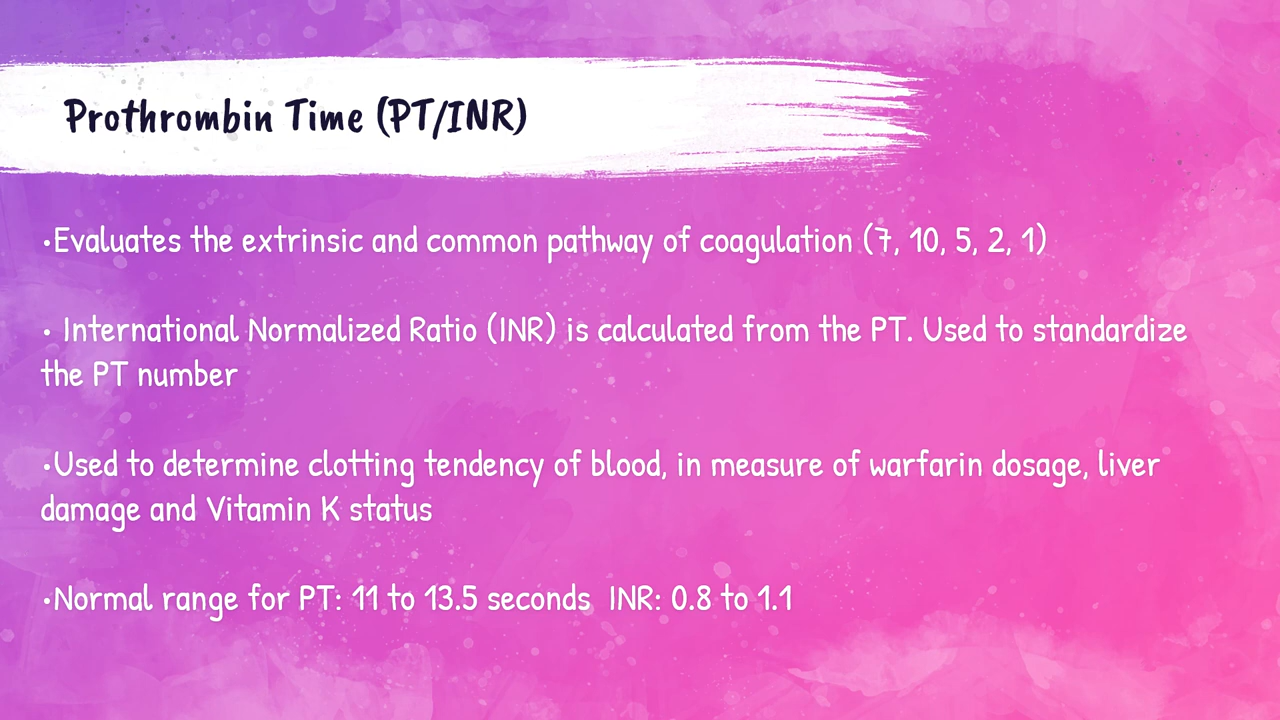 Prothrombin Time (PT/INR)
•Evaluates the extrinsic and common pathway of coagulation (7, 10, 5, 2, 1)
• International Normalized Ratio (INR) is calculated from the PT. Used to standardize
the PT number
•Used to determine clotting tendency of blood, in measure of warfarin dosage, liver
damage and Vitamin K status
•Normal range for PT: 11 to 13.5 seconds  INR: 0.8 to 1.1